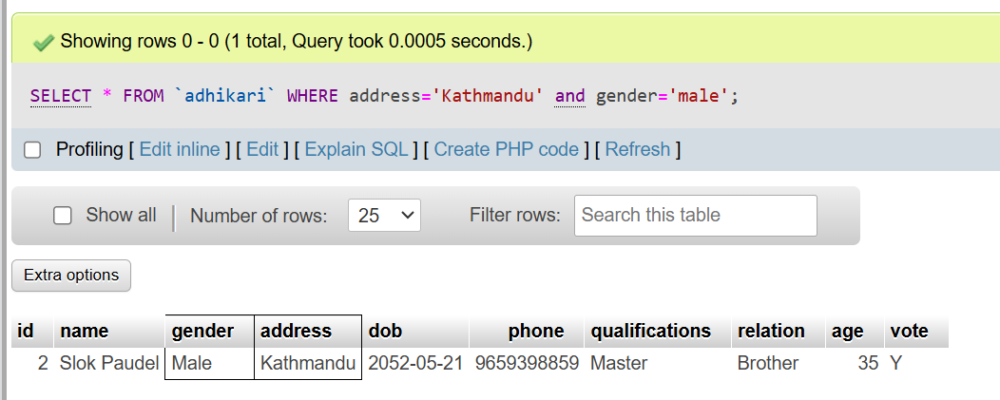 Showing rows 0 - 0 (1 total, Query took 0.0005 seconds.)
SELECT * FROM `adhikari` WHERE address='Kathmandu' and gender='male';
Profiling [ Edit inline ] [ Edit ] [ Explain SQL ] [ Create PHP code ] [ Refresh ]
Show all | Number of rows: 25 Filter rows: Search this table
Extra options
id name gender address dob phone qualifications relation age vote
2 Slok Paudel Male Kathmandu 2052-05-21 9659398859 Master Brother 35 Y